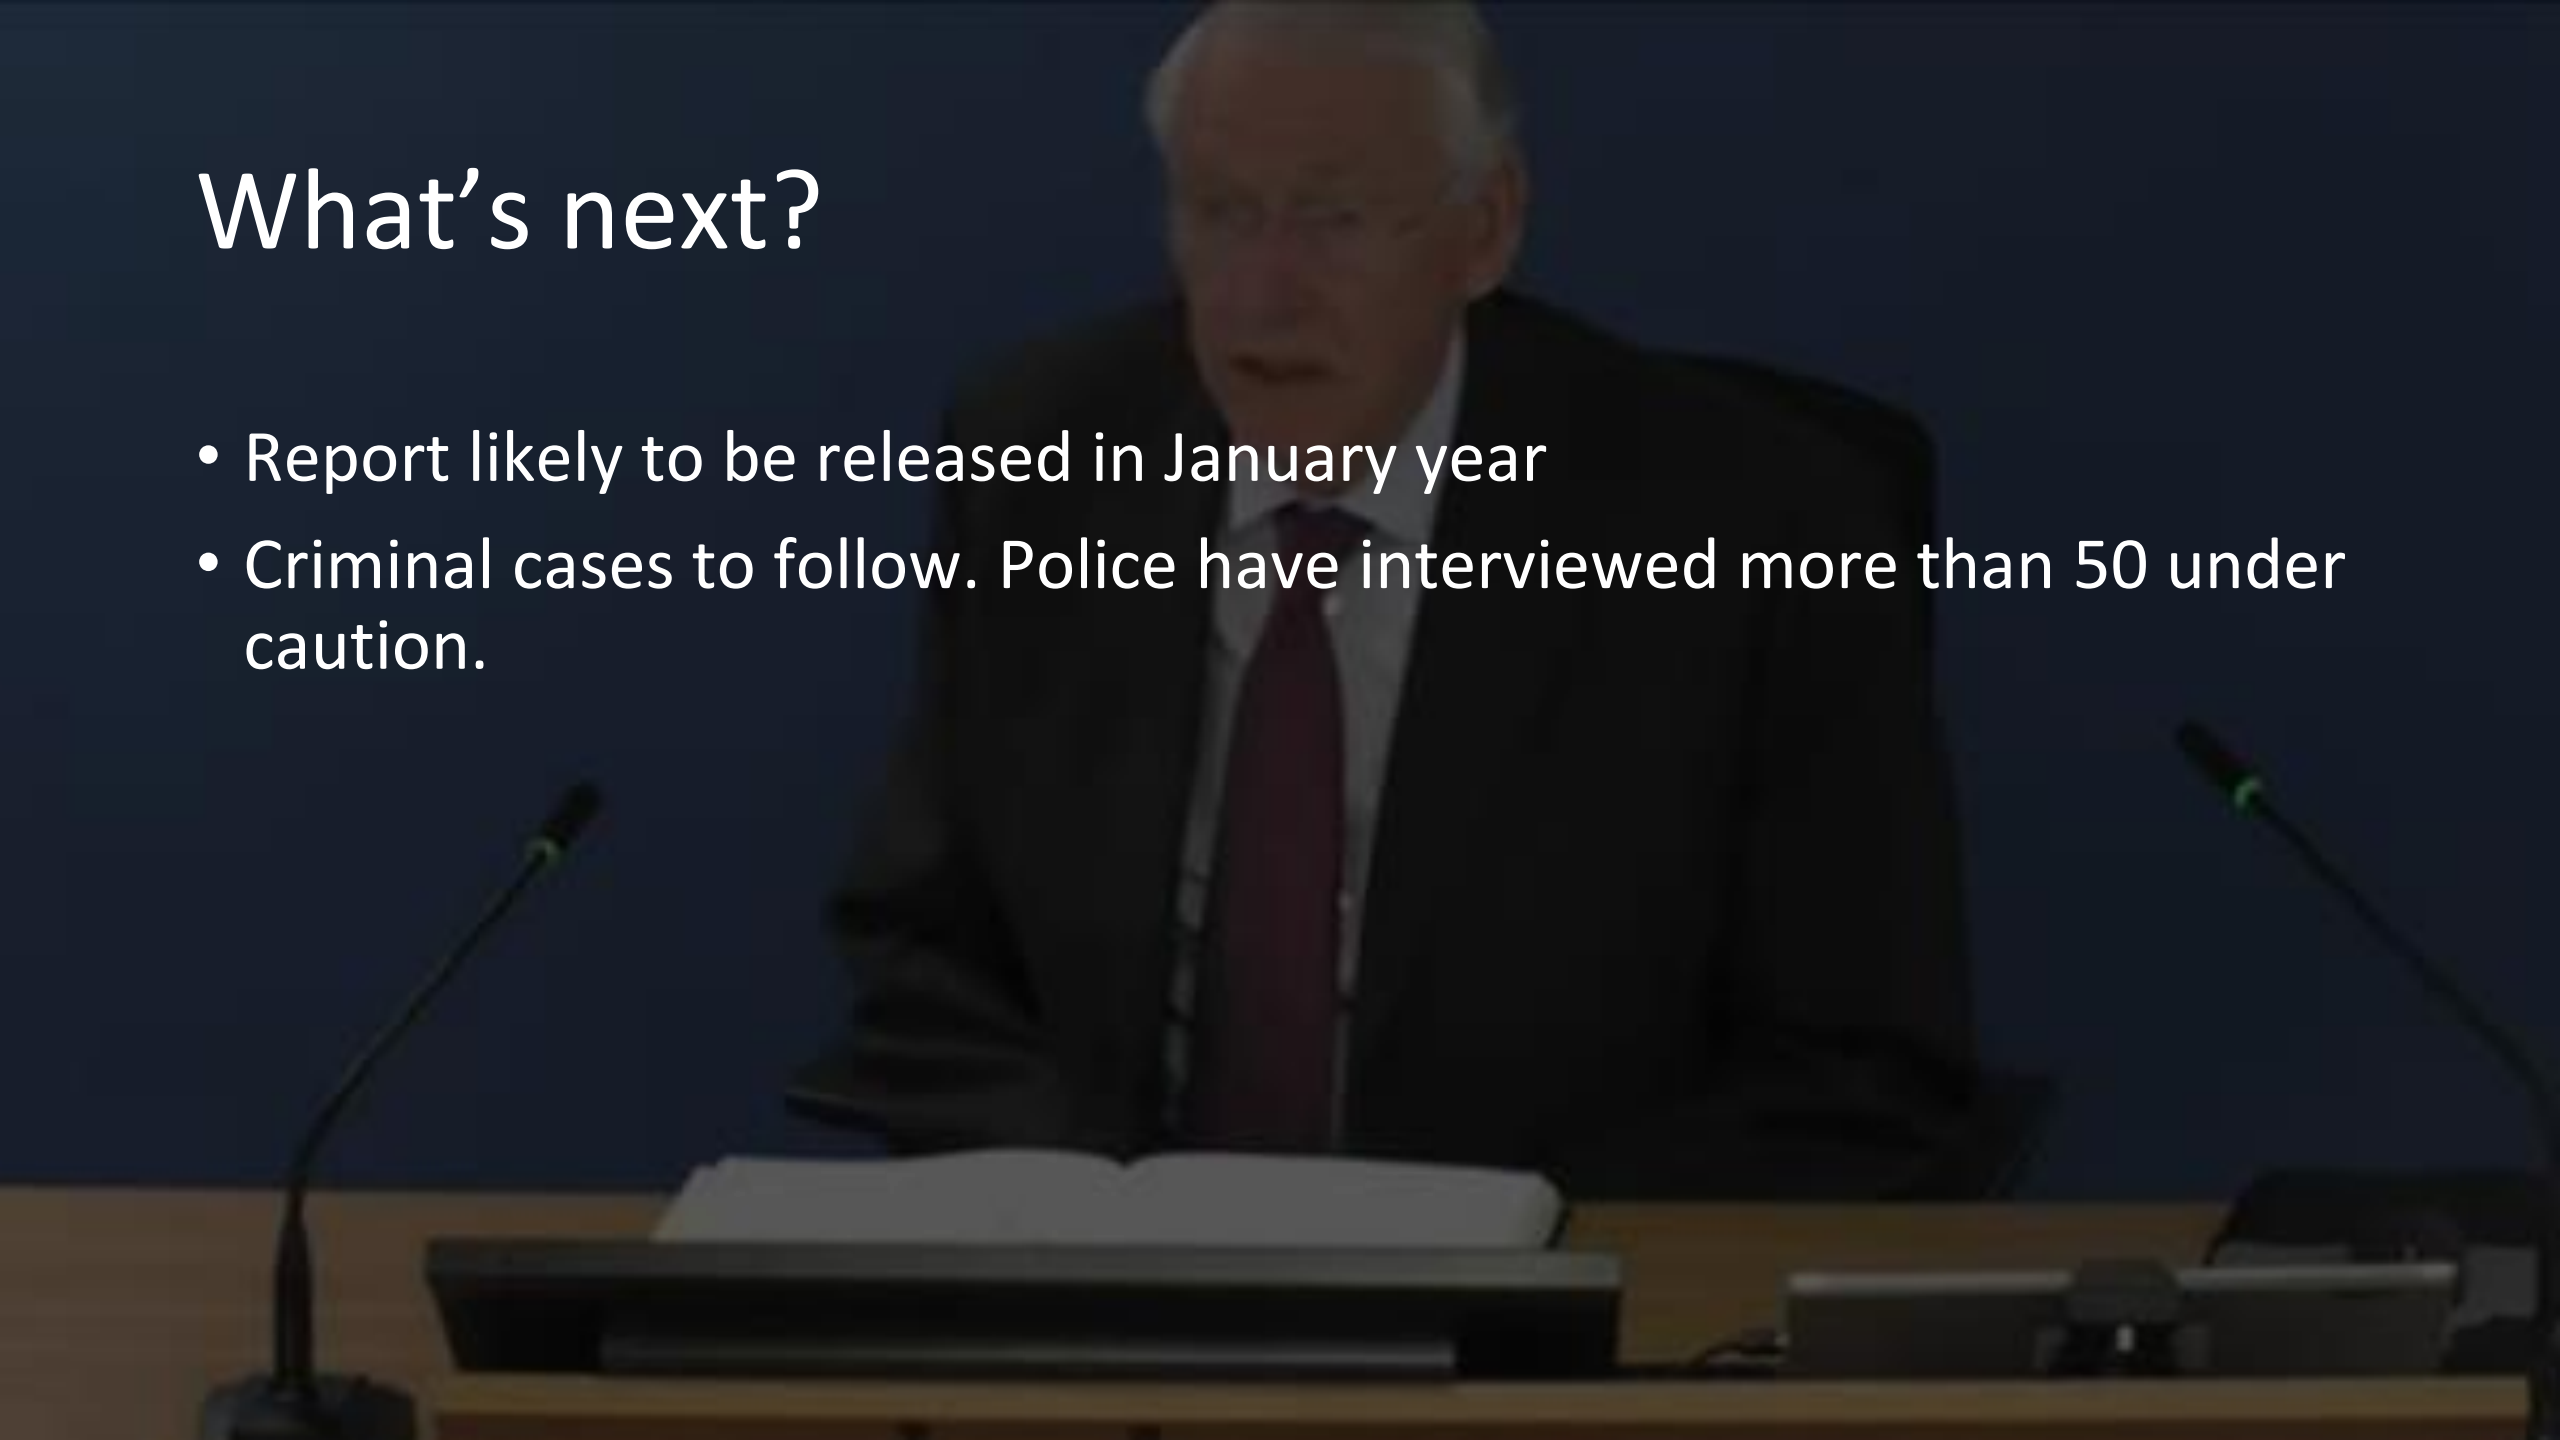 What’s next?
• Report likely to be released in January year
• Criminal cases to follow. Police have interviewed more than 50 under
caution.